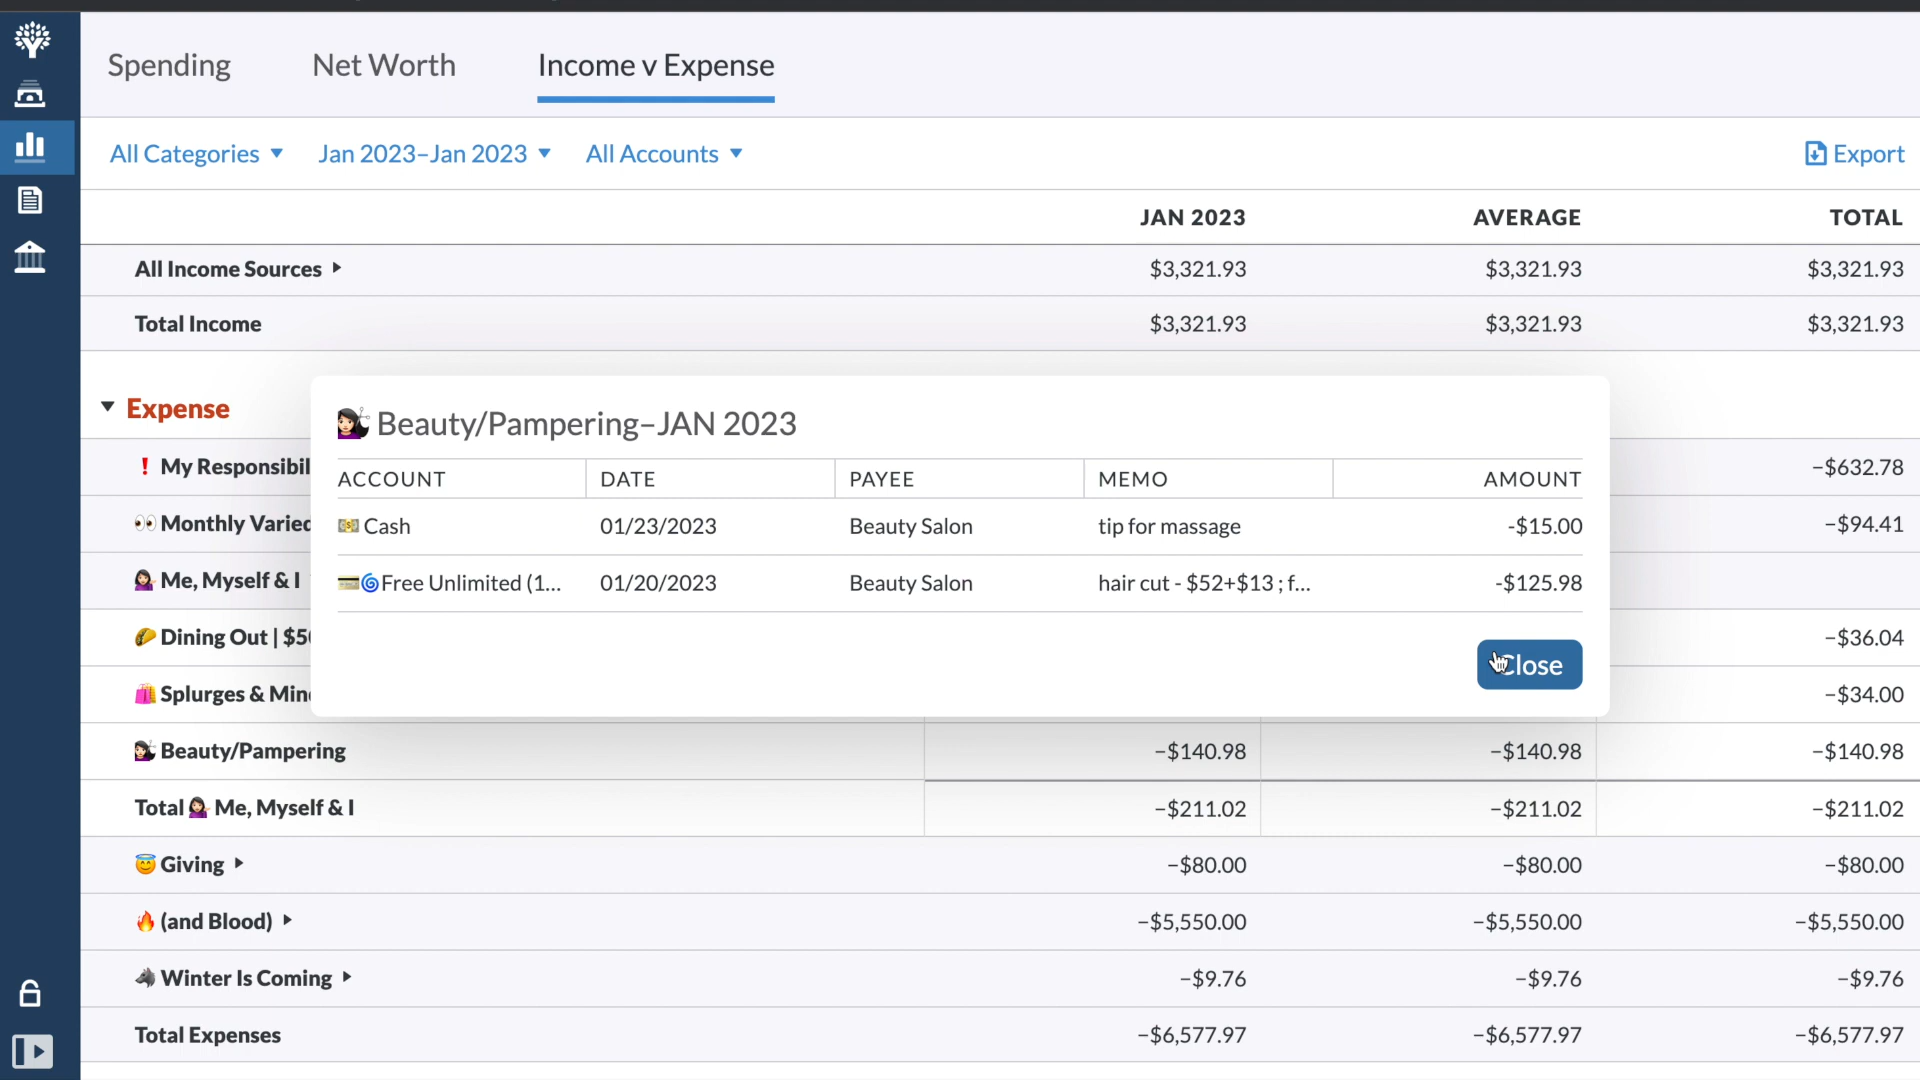 Spending Net Worth Income v Expense
All Categories Jan 2023–Jan 2023 All Accounts Export
JAN 2023 AVERAGE TOTAL
All Income Sources $3,321.93 $3,321.93 $3,321.93
Total Income $3,321.93 $3,321.93 $3,321.93
Expense
Beauty/Pampering–JAN 2023
ACCOUNT DATE PAYEE MEMO AMOUNT
Cash 01/23/2023 Beauty Salon tip for massage -$15.00
Free Unlimited (1... 01/20/2023 Beauty Salon hair cut - $52+$13 ; f... -$125.98
Close
❗ My Responsibil −$632.78
👀 Monthly Varied −$94.41
Me, Myself & I
🌮 Dining Out | $5 −$36.04
🛍 Splurges & Min −$34.00
Beauty/Pampering −$140.98 −$140.98 −$140.98
Total Me, Myself & I −$211.02 −$211.02 −$211.02
😇 Giving −$80.00 −$80.00 −$80.00
🔥 (and Blood) −$5,550.00 −$5,550.00 −$5,550.00
🐺 Winter Is Coming −$9.76 −$9.76 −$9.76
Total Expenses −$6,577.97 −$6,577.97 −$6,577.97